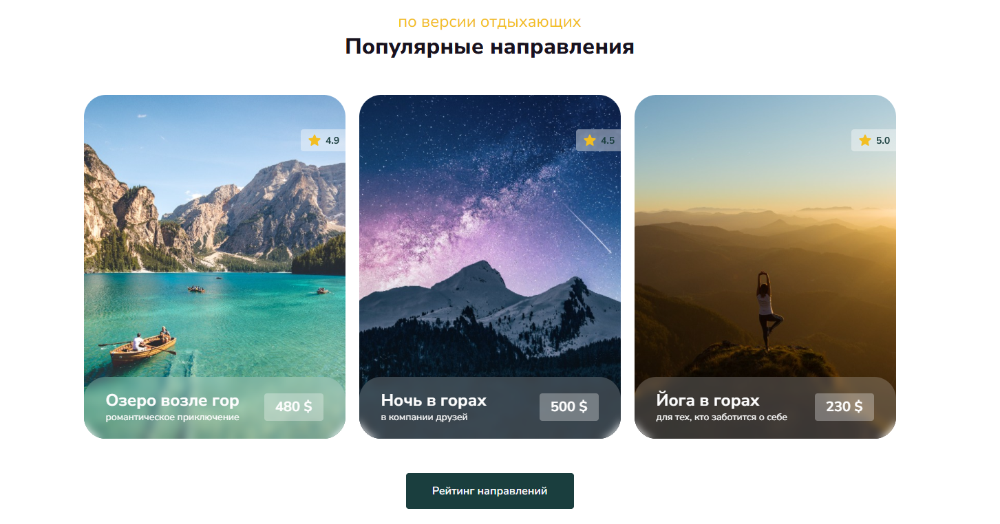 по версии отдыхающих
Популярные направления
4.9
4.5
5.0
Озеро возле гор
романтическое приключение
480 $
Ночь в горах
в компании друзей
500 $
Йога в горах
для тех, кто заботится о себе
230 $
Рейтинг направлений